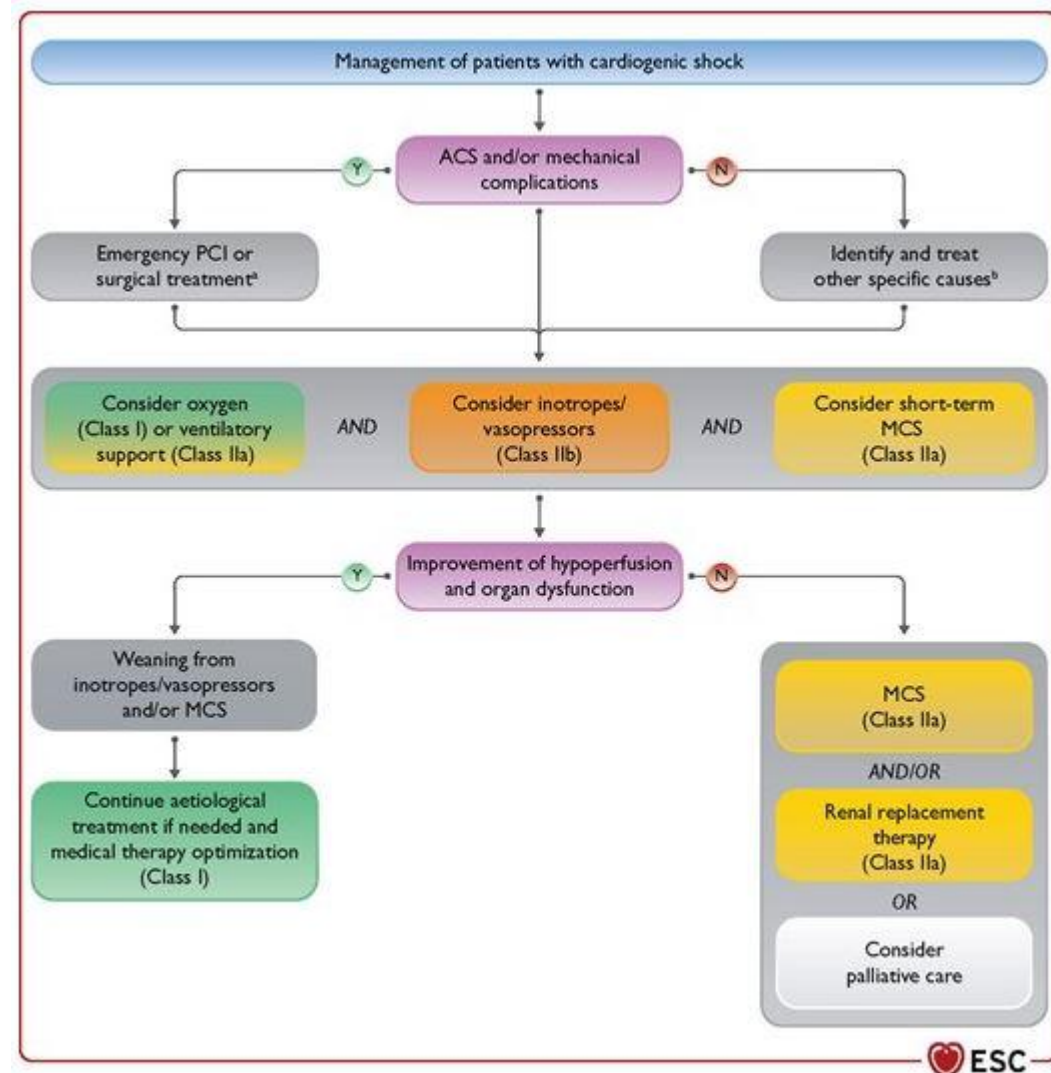 Management of patients with cardiogenic shock
ACS and/or mechanical
complications
Y
N
Emergency PCI or
surgical treatmentᵃ
Identify and treat
other specific causesᵇ
Consider oxygen
(Class I) or ventilatory
support (Class IIa)
AND
Consider inotropes/
vasopressors
(Class IIb)
AND
Consider short-term
MCS
(Class IIa)
Improvement of hypoperfusion
and organ dysfunction
Y
N
Weaning from
inotropes/vasopressors
and/or MCS
Continue aetiological
treatment if needed and
medical therapy optimization
(Class I)
MCS
(Class IIa)
AND/OR
Renal replacement
therapy
(Class IIa)
OR
Consider
palliative care
ESC